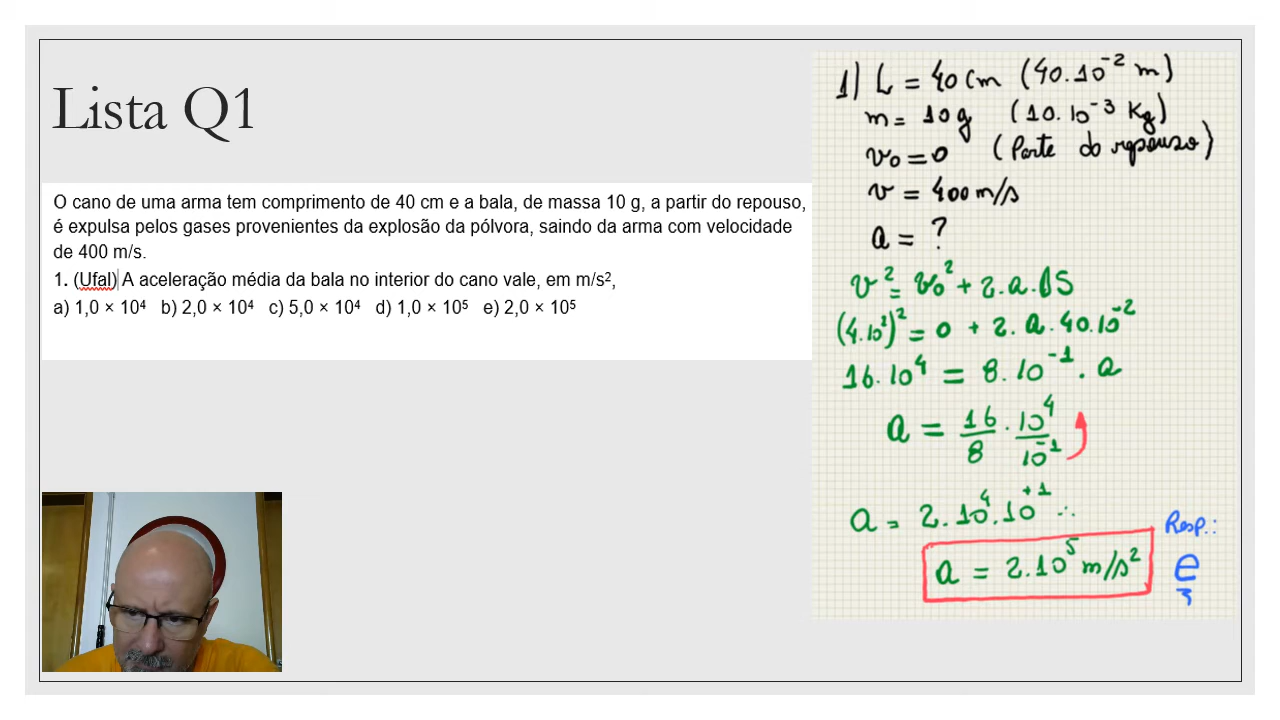 Lista Q1
O cano de uma arma tem comprimento de 40 cm e a bala, de massa 10 g, a partir do repouso,
é expulsa pelos gases provenientes da explosão da pólvora, saindo da arma com velocidade
de 400 m/s.
1. (Ufal) A aceleração média da bala no interior do cano vale, em m/s²,
a) 1,0 × 10⁴ b) 2,0 × 10⁴ c) 5,0 × 10⁴ d) 1,0 × 10⁵ e) 2,0 × 10⁵
1) L = 40 cm (40.10⁻² m)
m = 10g (10.10⁻³ Kg)
v₀ = 0 (Parte do repouso)
v = 400 m/s
a = ?
v² = v₀² + 2.a.ΔS
(4.10²)² = 0 + 2.a.40.10⁻²
16.10⁴ = 8.10⁻¹.a
a = 16/8 . 10⁴/10⁻¹
a = 2.10⁴.10⁺¹ ∴
a = 2.10⁵ m/s²
Resp.:
e